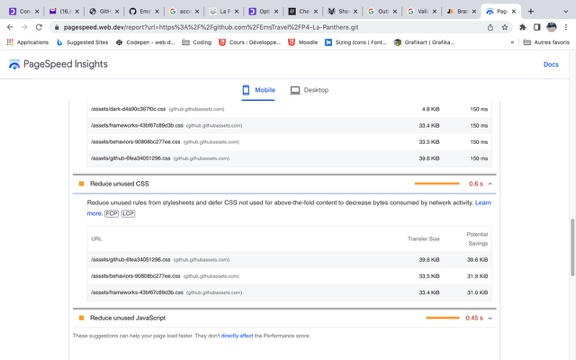 Con
(16,
GitH
Emt
acce
La F
Opti
Che
Sho
Outi
Vali
Bra
Pag
pagespeed.web.dev/report?url=https%3A%2F%2Fgithub.com%2FEmsTravel%2FP4-La-Panthere.git
Applications
Suggested Sites
Codepen - web d...
Coding
Cours : Développe...
Moodle
Sizing Fonts | Font...
Grafikart | Grafika...
Autres favoris
PageSpeed Insights
Docs
Mobile
Desktop
/assets/dark-d4a90c367f0c.css (github.githubassets.com) 4.8 KiB 150 ms
/assets/frameworks-43bf67c89d3b.css (github.githubassets.com) 33.4 KiB 150 ms
/assets/behaviors-90808bc277ee.css (github.githubassets.com) 33.5 KiB 150 ms
/assets/github-6fea34051296.css (github.githubassets.com) 39.6 KiB 150 ms
Reduce unused CSS 0.6 s
Reduce unused rules from stylesheets and defer CSS not used for above-the-fold content to decrease bytes consumed by network activity. Learn
more. FCP LCP
URL Transfer Size Potential
Savings
/assets/github-6fea34051296.css (github.githubassets.com) 39.6 KiB 39.6 KiB
/assets/behaviors-90808bc277ee.css (github.githubassets.com) 33.5 KiB 31.9 KiB
/assets/frameworks-43bf67c89d3b.css (github.githubassets.com) 33.4 KiB 31.0 KiB
Reduce unused JavaScript 0.45 s
These suggestions can help your page load faster. They don't directly affect the Performance score.